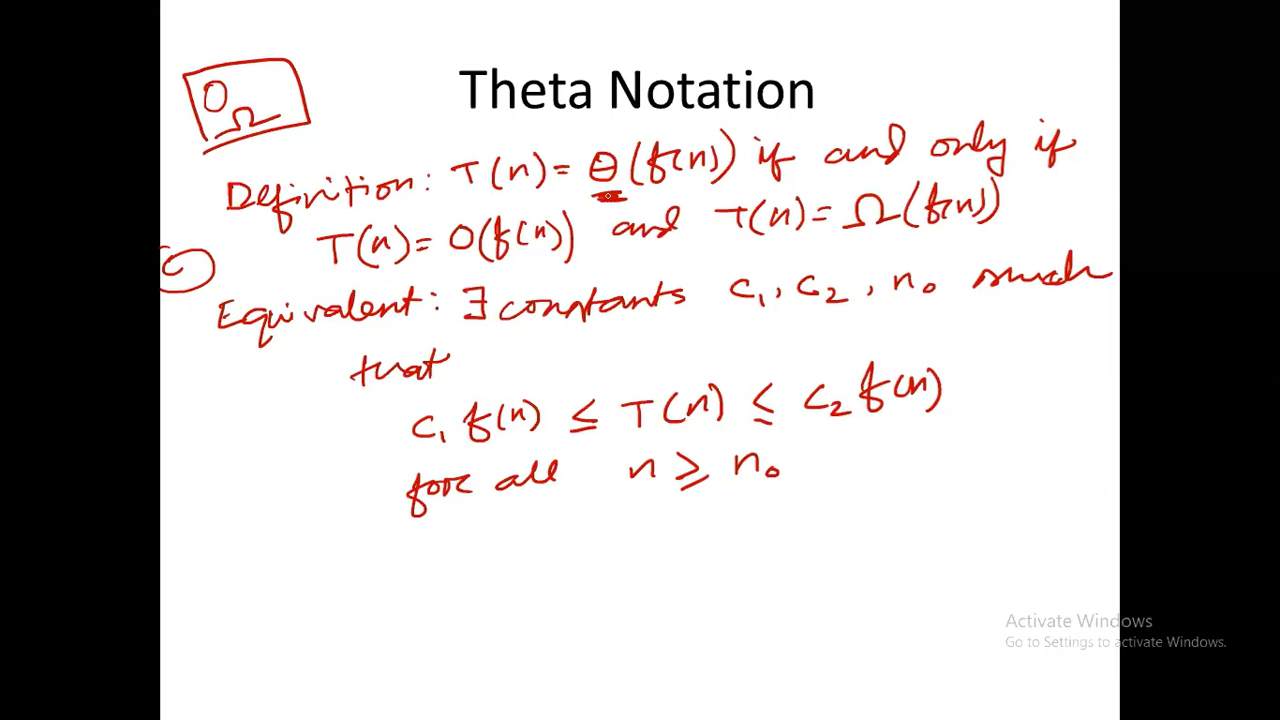 Theta Notation
O
Ω
Definition: T(n) = Θ(f(n)) if and only if
T(n) = O(f(n)) and T(n) = Ω(f(n))
Equivalent: ∃ constants c₁, c₂, n₀ such
that
c₁ f(n) ≤ T(n) ≤ c₂ f(n)
for all n ≥ n₀
Activate Windows
Go to Settings to activate Windows.